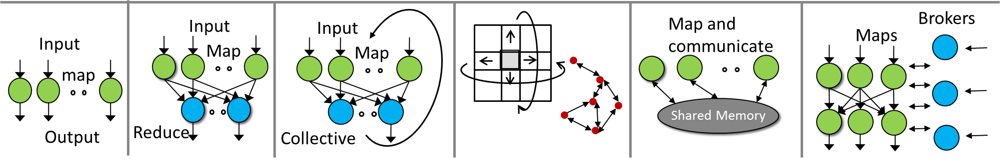 Input
map
Output
Input
Map
Reduce
Input
Map
Collective
Map and
communicate
Shared Memory
Brokers
Maps